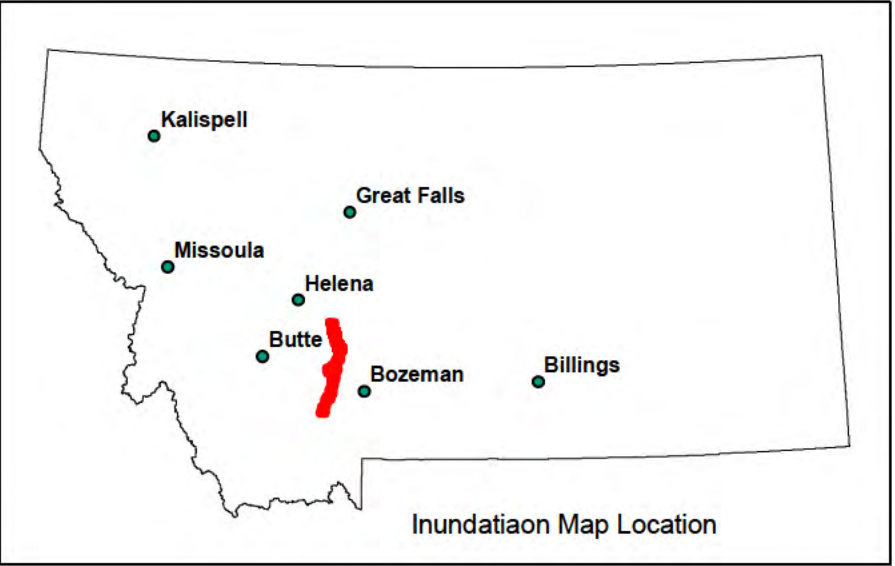 Kalispell
Great Falls
Missoula
Helena
Butte
Billings
Bozeman
Inundatiaon Map Location